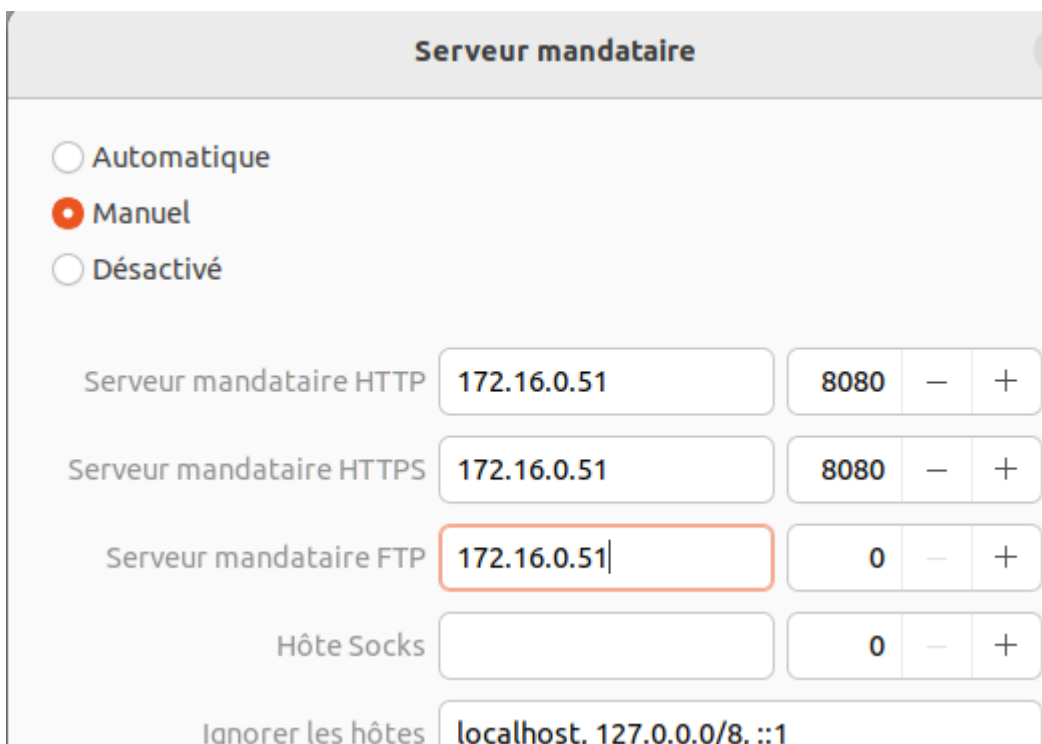 Serveur mandataire
Automatique
Manuel
Désactivé
Serveur mandataire HTTP 172.16.0.51 8080 − +
Serveur mandataire HTTPS 172.16.0.51 8080 − +
Serveur mandataire FTP 172.16.0.51 0 − +
Hôte Socks 0 − +
Ignorer les hôtes localhost, 127.0.0.0/8, ::1